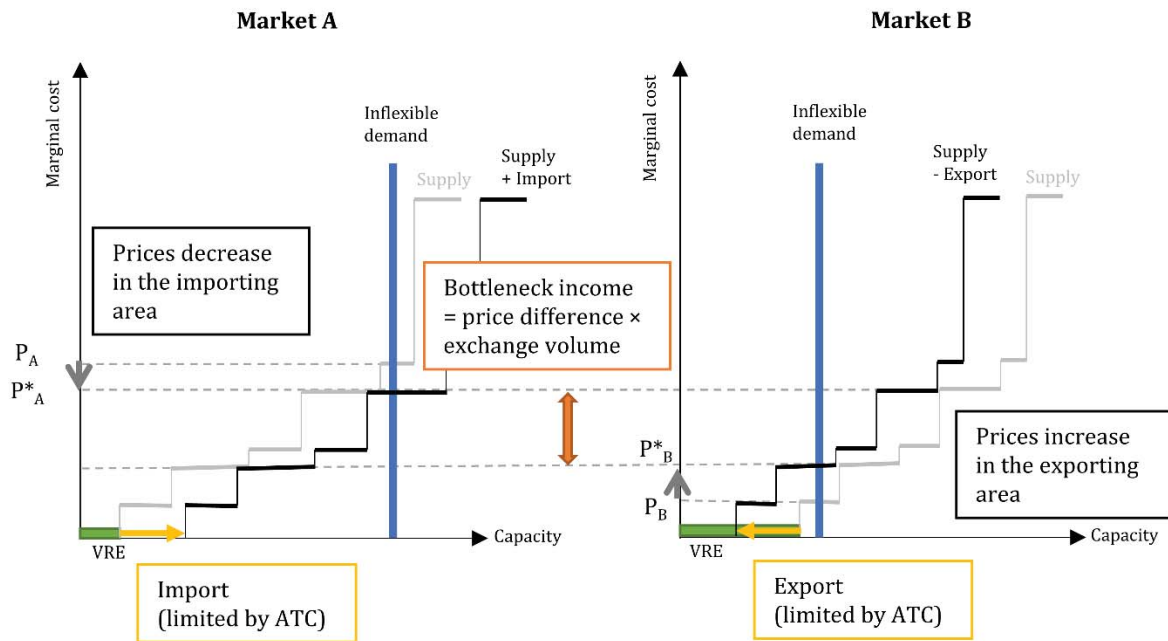 Market A
Marginal cost
Inflexible
demand
Supply
Supply
+ Import
Prices decrease
in the importing
area
Bottleneck income
= price difference ×
exchange volume
P_A
P*_A
VRE
Capacity
Import
(limited by ATC)
Market B
Marginal cost
Inflexible
demand
Supply
- Export
Supply
Prices increase
in the exporting
area
P*_B
P_B
VRE
Capacity
Export
(limited by ATC)